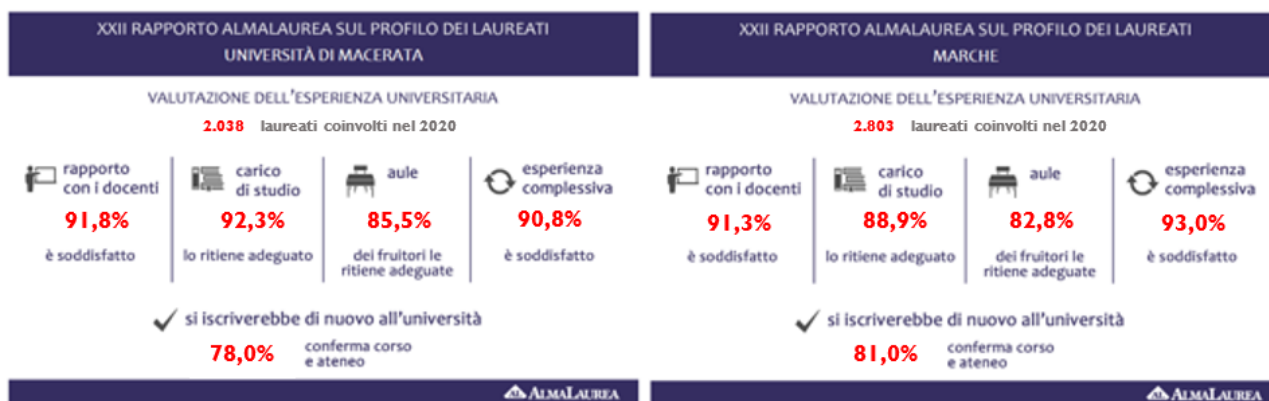 XXII RAPPORTO ALMALAUREA SUL PROFILO DEI LAUREATI
UNIVERSITÀ DI MACERATA
VALUTAZIONE DELL'ESPERIENZA UNIVERSITARIA
2.038 laureati coinvolti nel 2020
rapporto
con i docenti
91,8%
è soddisfatto
carico
di studio
92,3%
lo ritiene adeguato
aule
85,5%
dei fruitori le
ritiene adeguate
esperienza
complessiva
90,8%
è soddisfatto
si iscriverebbe di nuovo all'università
78,0%
conferma corso
e ateneo
ALMALAUREA
XXII RAPPORTO ALMALAUREA SUL PROFILO DEI LAUREATI
MARCHE
VALUTAZIONE DELL'ESPERIENZA UNIVERSITARIA
2.803 laureati coinvolti nel 2020
rapporto
con i docenti
91,3%
è soddisfatto
carico
di studio
88,9%
lo ritiene adeguato
aule
82,8%
dei fruitori le
ritiene adeguate
esperienza
complessiva
93,0%
è soddisfatto
si iscriverebbe di nuovo all'università
81,0%
conferma corso
e ateneo
ALMALAUREA